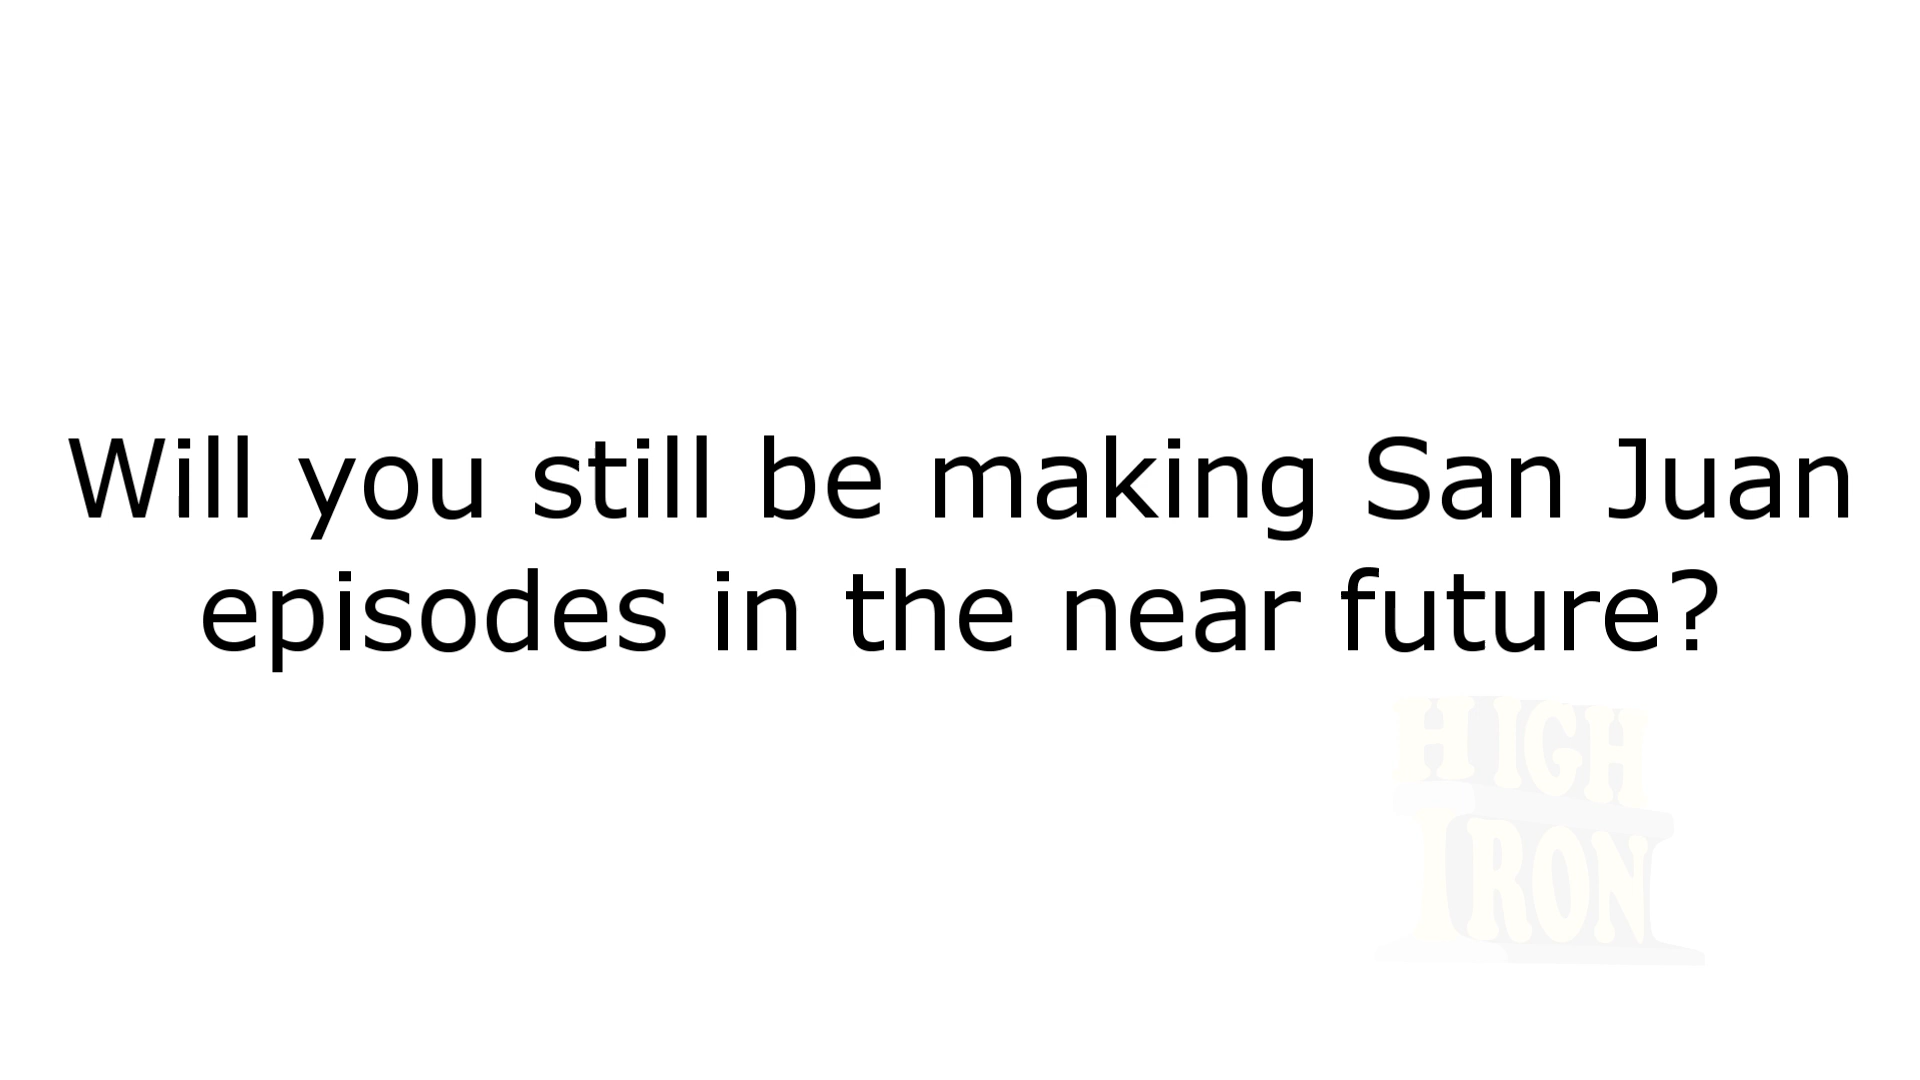 Will you still be making San Juan
episodes in the near future?
HIGH
IRON